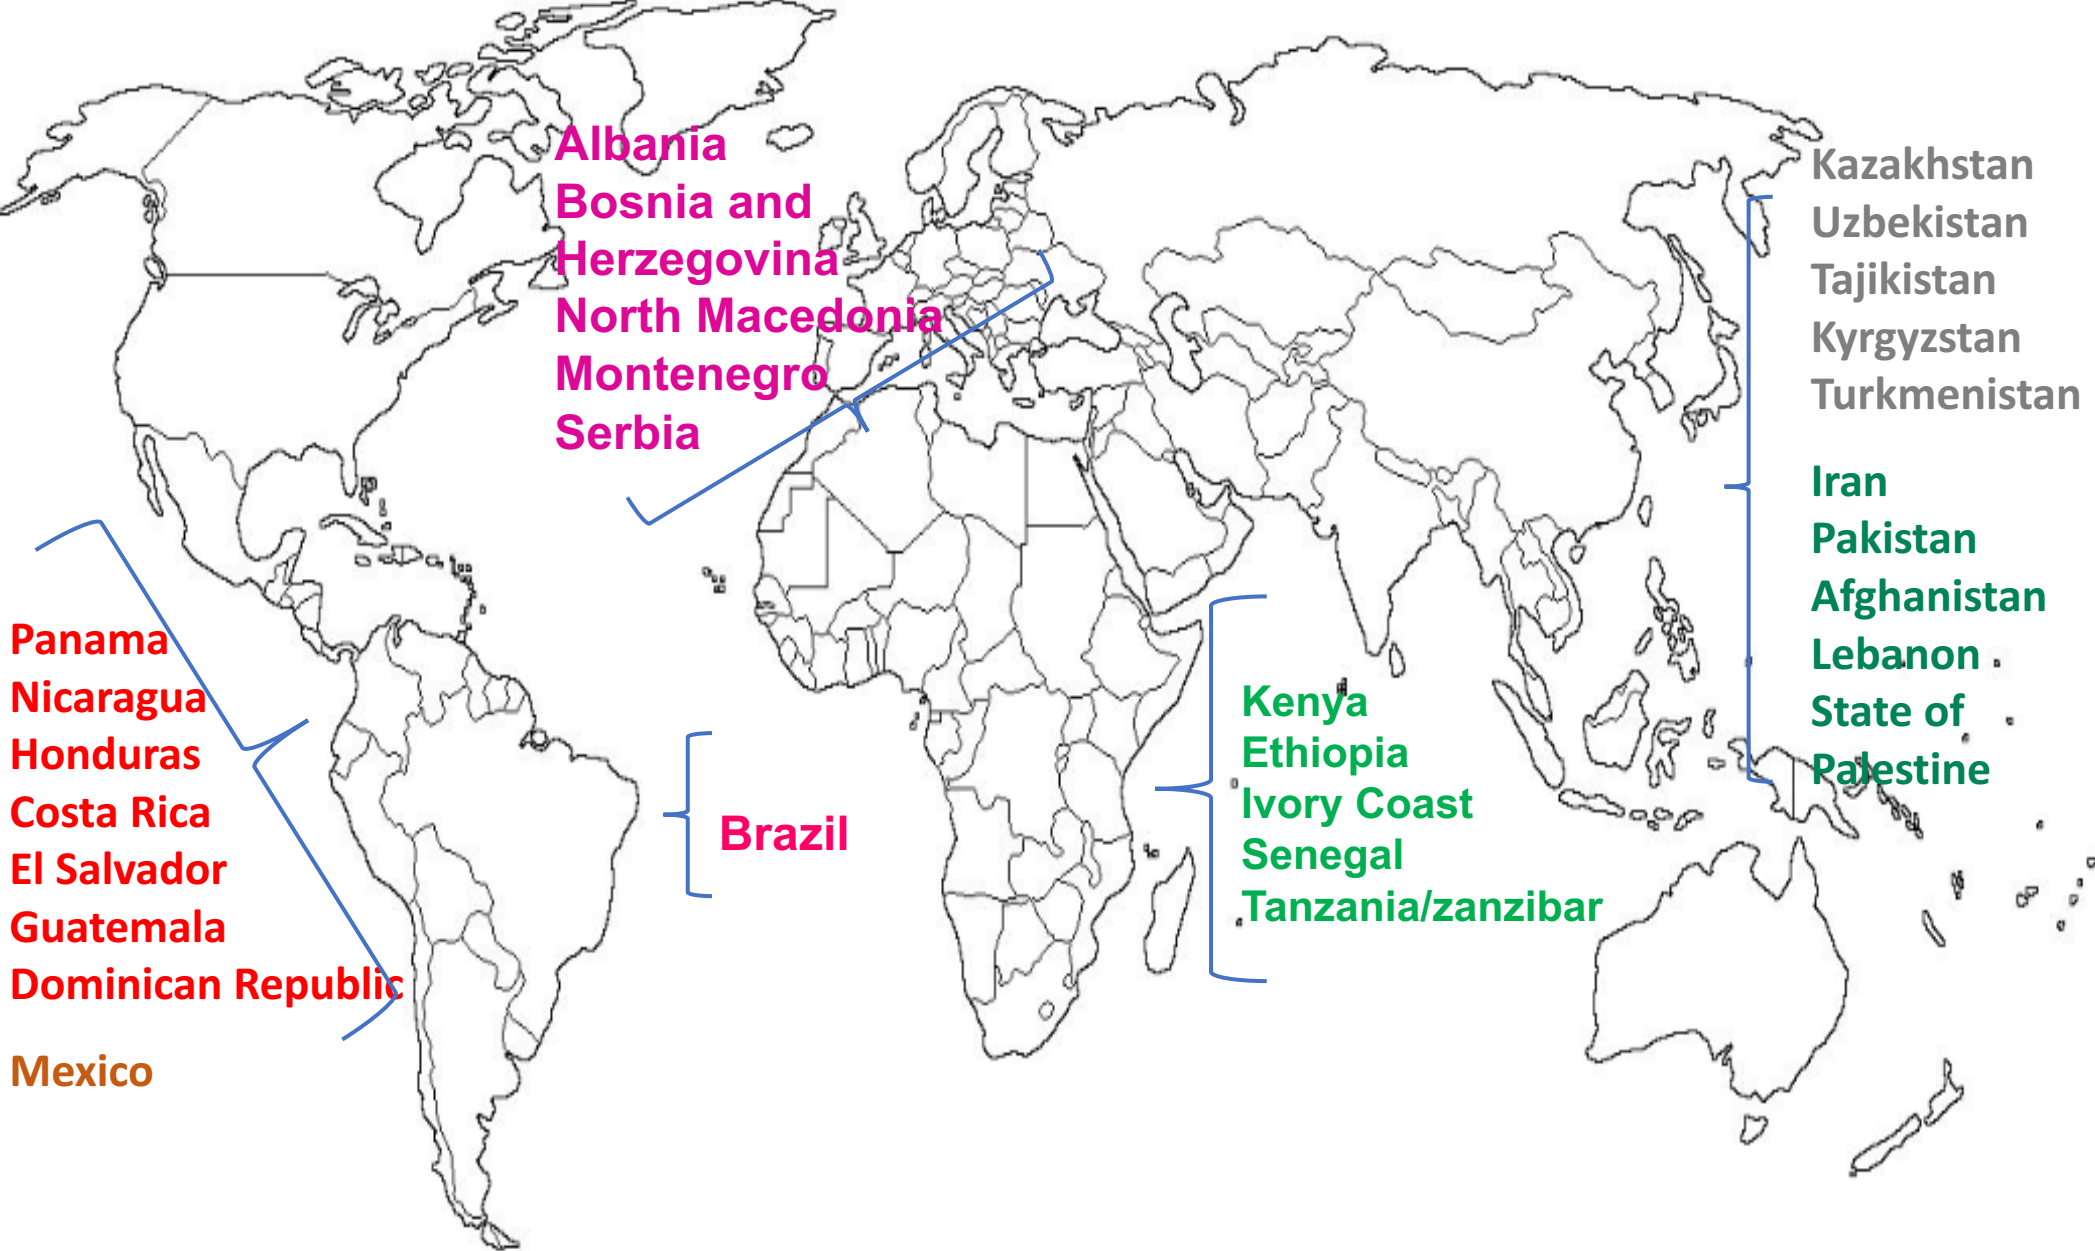 Albania
Bosnia and
Herzegovina
North Macedonia
Montenegro
Serbia
Kazakhstan
Uzbekistan
Tajikistan
Kyrgyzstan
Turkmenistan
Iran
Pakistan
Afghanistan
Lebanon
State of
Palestine
Panama
Nicaragua
Honduras
Costa Rica
El Salvador
Guatemala
Dominican Republic
Mexico
Brazil
Kenya
Ethiopia
Ivory Coast
Senegal
Tanzania/zanzibar